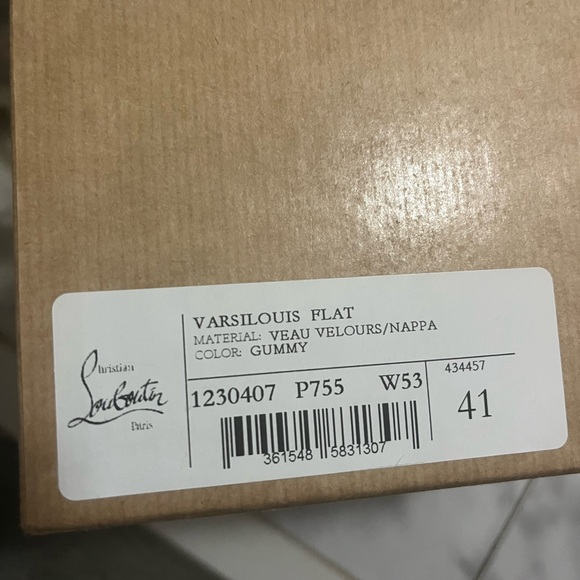 Christian
Louboutin
Paris
VARSILOUIS FLAT
MATERIAL: VEAU VELOURS/NAPPA
COLOR: GUMMY
1230407 P755 W53
434457
41
361548 5831307